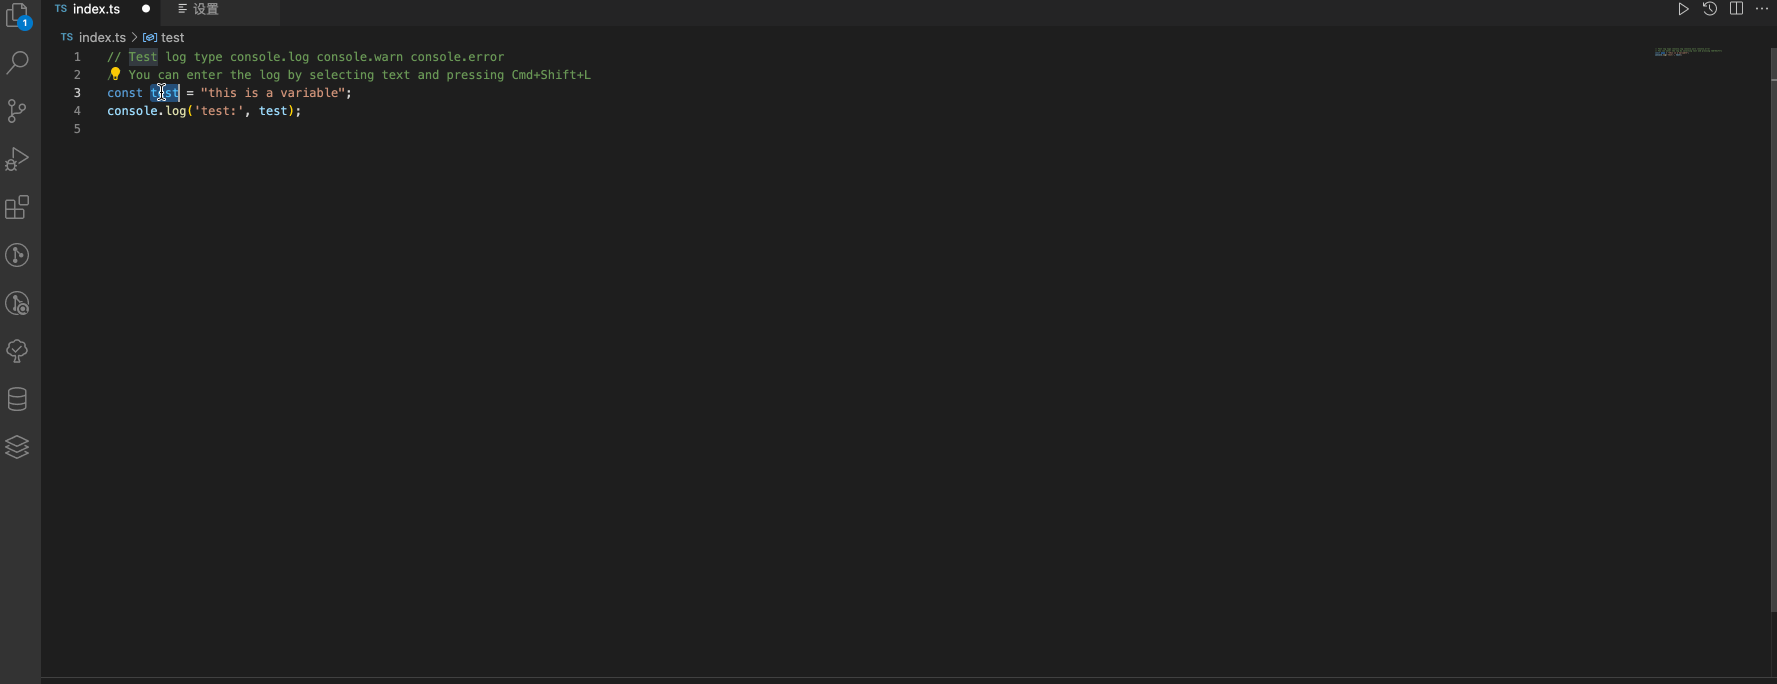 TS index.ts
设置
1
TS index.ts > test
1 // Test log type console.log console.warn console.error
2 // You can enter the log by selecting text and pressing Cmd+Shift+L
3 const test = "this is a variable";
4 console.log('test:', test);
5